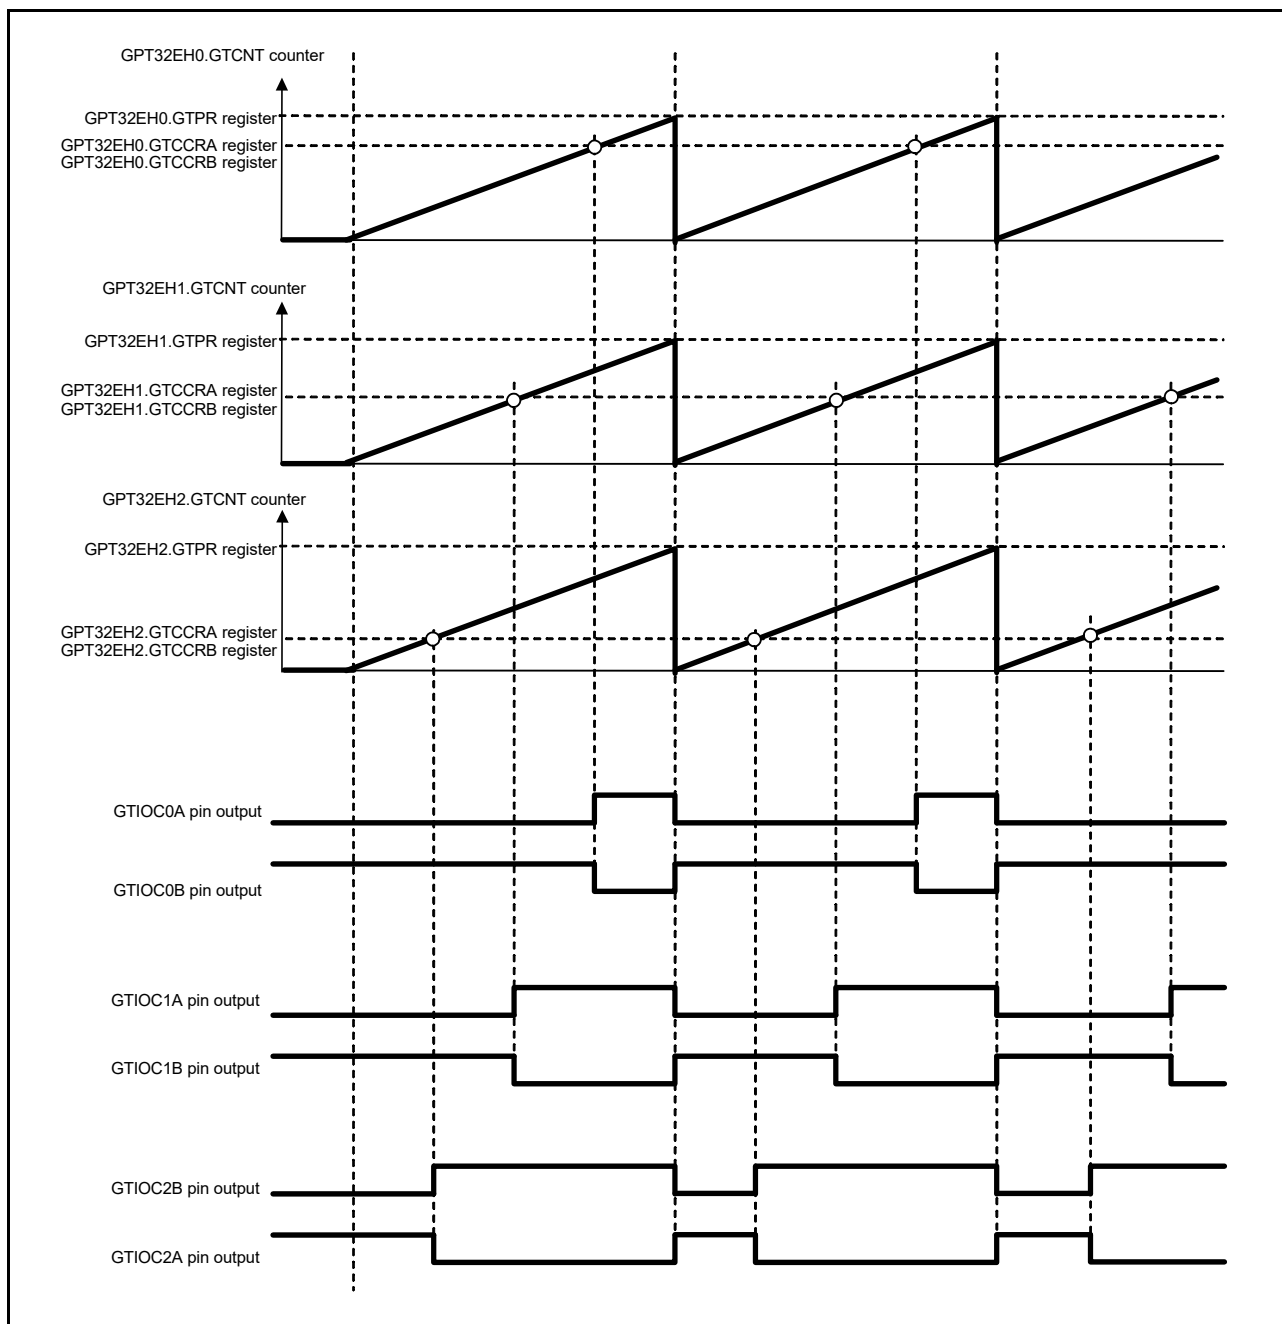 GPT32EH0.GTCNT counter
GPT32EH0.GTPR register
GPT32EH0.GTCCRA register
GPT32EH0.GTCCRB register
GPT32EH1.GTCNT counter
GPT32EH1.GTPR register
GPT32EH1.GTCCRA register
GPT32EH1.GTCCRB register
GPT32EH2.GTCNT counter
GPT32EH2.GTPR register
GPT32EH2.GTCCRA register
GPT32EH2.GTCCRB register
GTIOC0A pin output
GTIOC0B pin output
GTIOC1A pin output
GTIOC1B pin output
GTIOC2B pin output
GTIOC2A pin output